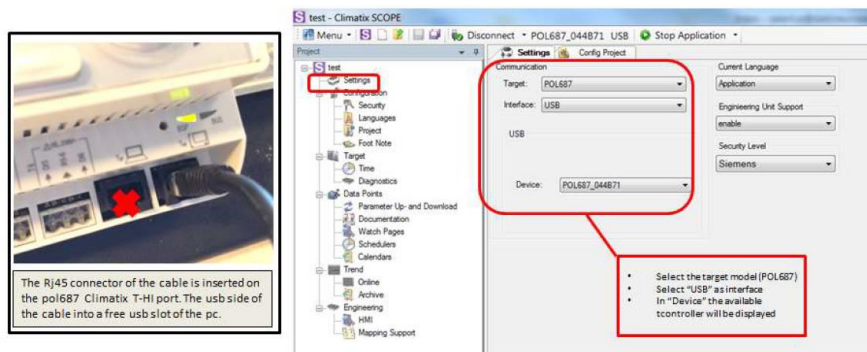 The Rj45 connector of the cable is inserted on
the pol687 Climatix T-HI port. The usb side of
the cable into a free usb slot of the pc.
test - Climatix SCOPE
Menu
Disconnect
POL687_044B71 USB
Stop Application
Project
Settings
Config Project
test
Settings
Configuration
Security
Languages
Project
Foot Note
Target
Time
Diagnostics
Data Points
Parameter Up- and Download
Documentation
Watch Pages
Schedulers
Calendars
Trend
Online
Archive
Engineering
HMI
Mapping Support
Communication
Target: POL687
Interface: USB
USB
Device: POL687_044B71
Current Language
Application
Engineering Unit Support
enable
Security Level
Siemens
• Select the target model (POL687)
• Select “USB” as interface
• In “Device” the available
tcontroller will be displayed